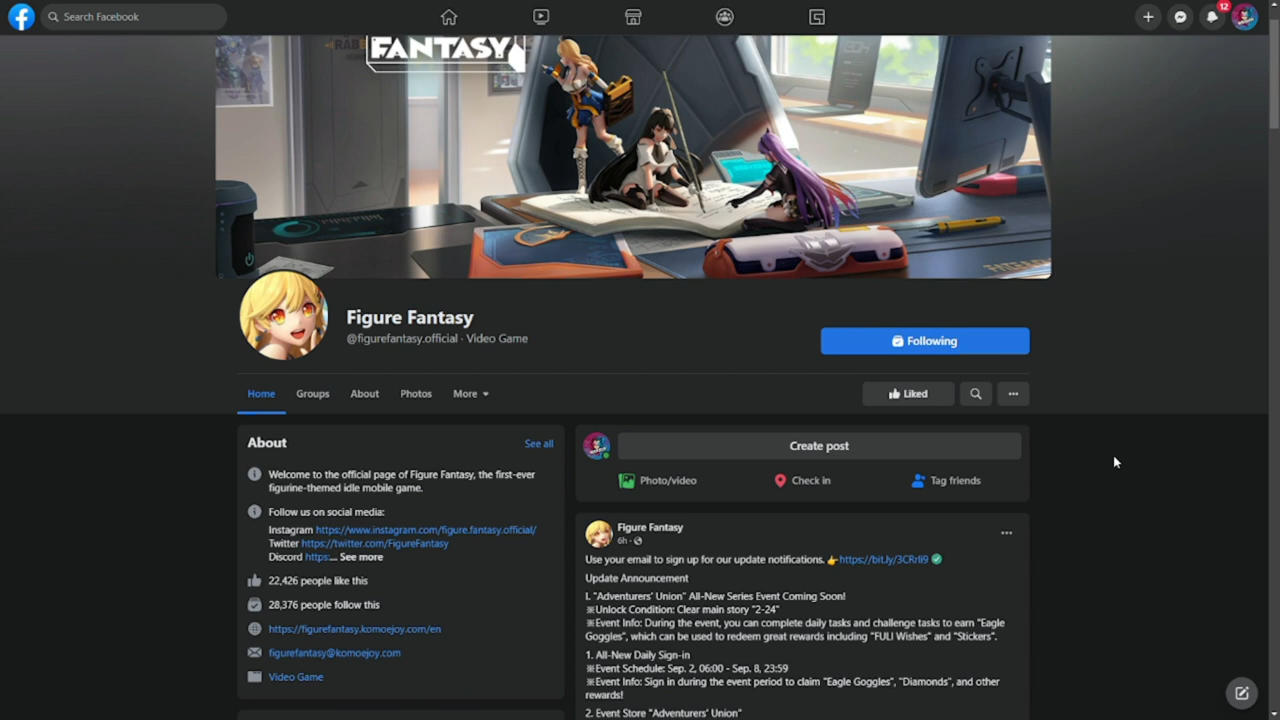 Search Facebook
12
FANTASY
Figure Fantasy
@figurefantasy.official · Video Game
Following
Home
Groups
About
Photos
More
Liked
About
See all
Welcome to the official page of Figure Fantasy, the first-ever
figurine-themed idle mobile game.
Follow us on social media:
Instagram https://www.instagram.com/figure.fantasy.official/
Twitter https://twitter.com/FigureFantasy
Discord https:... See more
22,426 people like this
28,376 people follow this
https://figurefantasy.komoejoy.com/en
figurefantasy@komoejoy.com
Video Game
Create post
Photo/video
Check in
Tag friends
Figure Fantasy
6h ·
Use your email to sign up for our update notifications. 👉https://bit.ly/3CRrli9 ✅
Update Announcement
I. "Adventurers' Union" All-New Series Event Coming Soon!
※Unlock Condition: Clear main story "2-24"
※Event Info: During the event, you can complete daily tasks and challenge tasks to earn "Eagle
Goggles", which can be used to redeem great rewards including "FULI Wishes" and "Stickers".
1. All-New Daily Sign-in
※Event Schedule: Sep. 2, 06:00 - Sep. 8, 23:59
※Event Info: Sign in during the event period to claim "Eagle Goggles", "Diamonds", and other
rewards!
2. Event Store "Adventurers' Union"